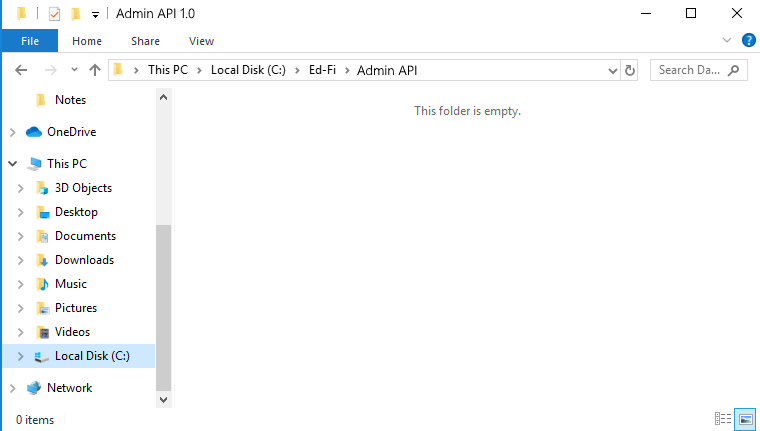 Admin API 1.0
File Home Share View
This PC Local Disk (C:) Ed-Fi Admin API
Search Da...
Notes
OneDrive
This PC
3D Objects
Desktop
Documents
Downloads
Music
Pictures
Videos
Local Disk (C:)
Network
This folder is empty.
0 items